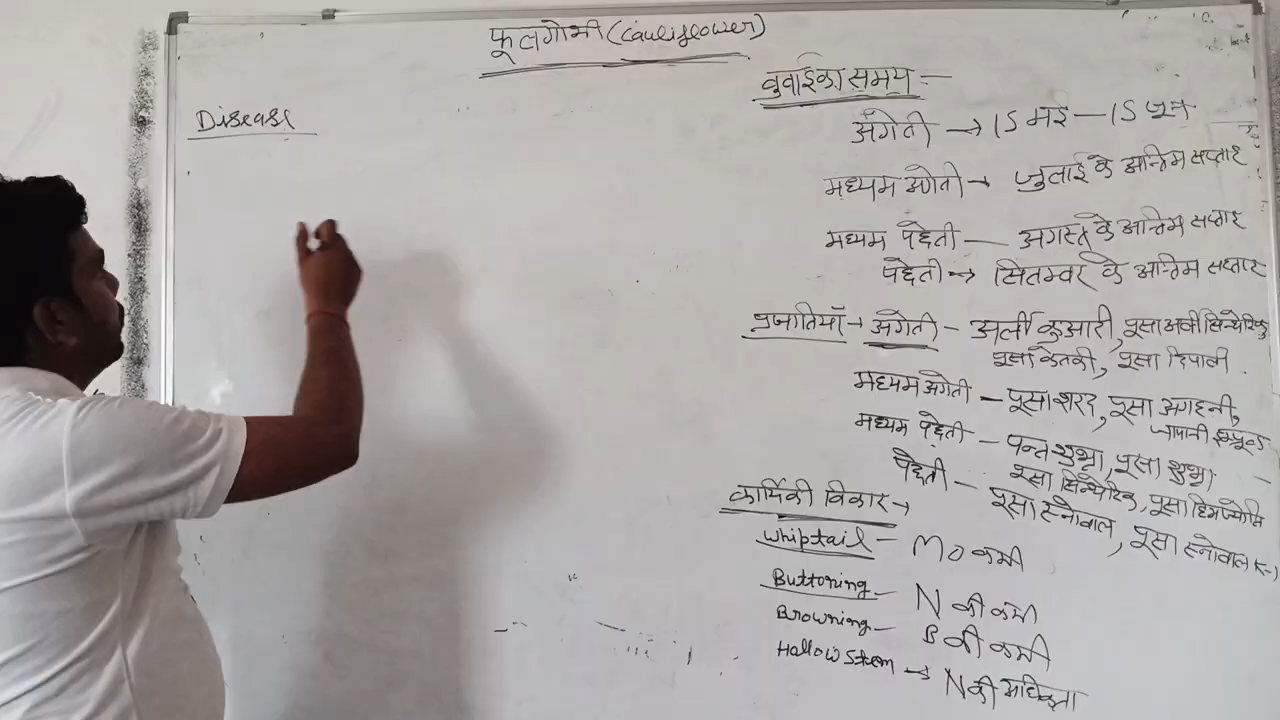 फूलगोभी (Cauliflower)
Disease
बुवाई का समय —
अगेती → 15 मई — 15 जून
मध्यम अगेती → जुलाई के अन्तिम सप्ताह
मध्यम पछेती — अगस्त के अन्तिम सप्ताह
पछेती → सितम्बर के अन्तिम सप्ताह
प्रजातियाँ → अगेती – अर्ली कुआरी, पूसा अर्ली सिन्थेटिक,
पूसा कतकी, पूसा दिपाली
मध्यम अगेती – पूसा शरद, पूसा अगहनी,
जापानी इम्प्रूव्ड
मध्यम पछेती – पन्त शुभ्रा, पूसा शुभ्रा
पूसा सिन्थेटिक, पूसा हिमज्योति
पछेती – पूसा स्नोवाल, पूसा स्नोवाल K-1
कार्यिकी विकार →
Whiptail – Mo कमी
Buttoning – N की कमी
Browning – B की कमी
Hallow Stem → N की अधिकता